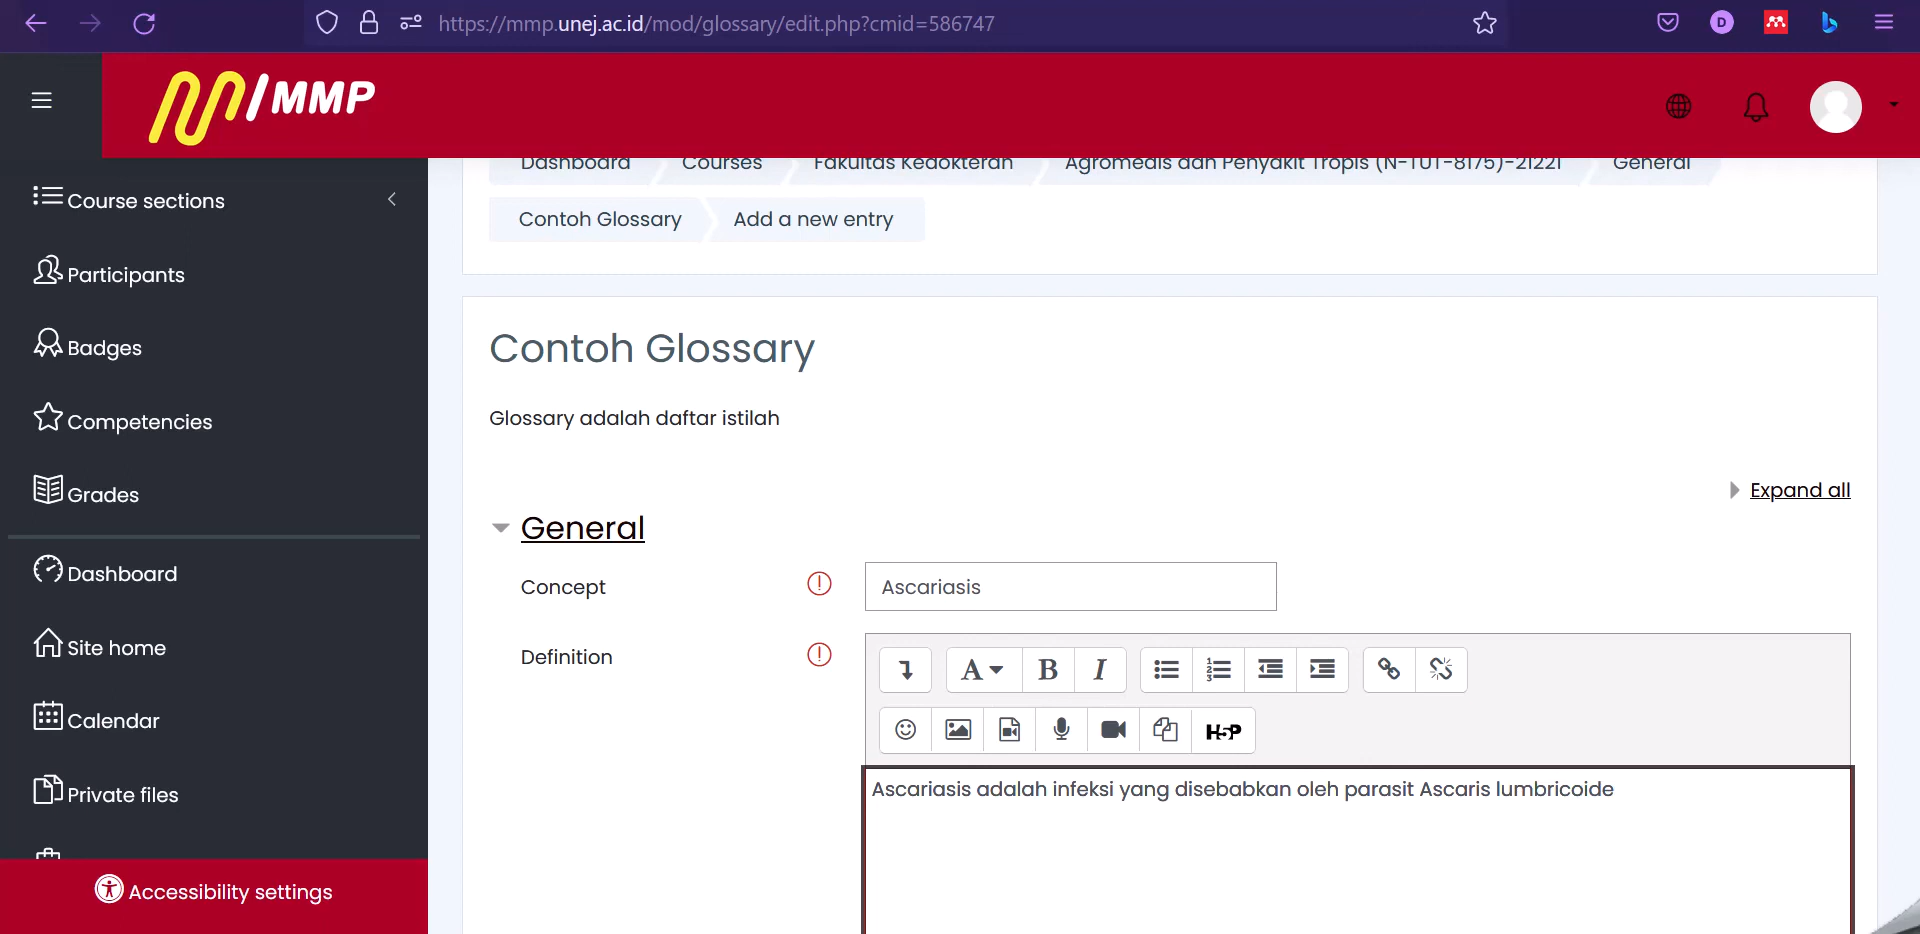 https://mmp.unej.ac.id/mod/glossary/edit.php?cmid=586747
D
MMP
Dashboard Courses Fakultas Kedokteran Agromedis dan Penyakit Tropis (N-TUT-8175)-21221 General
Contoh Glossary Add a new entry
Course sections
Participants
Badges
Competencies
Grades
Dashboard
Site home
Calendar
Private files
Accessibility settings
Contoh Glossary
Glossary adalah daftar istilah
Expand all
General
Concept
Ascariasis
Definition
A B I
H5P
Ascariasis adalah infeksi yang disebabkan oleh parasit Ascaris lumbricoide